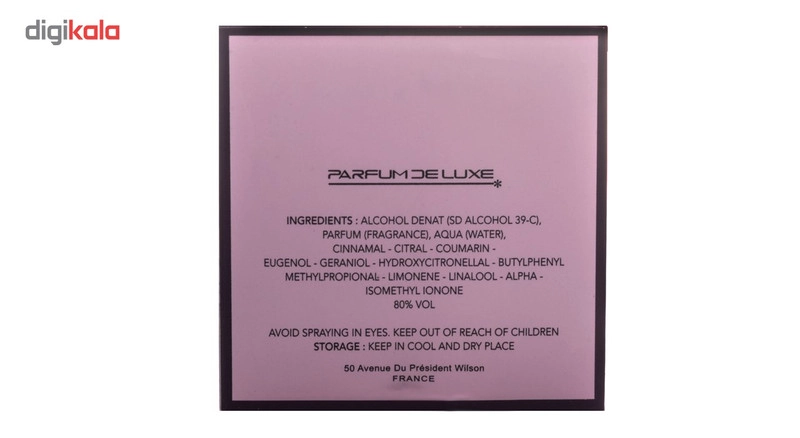 digikala
PARFUM DE LUXE
*
INGREDIENTS : ALCOHOL DENAT (SD ALCOHOL 39-C),
PARFUM (FRAGRANCE), AQUA (WATER),
CINNAMAL - CITRAL - COUMARIN -
EUGENOL - GERANIOL - HYDROXYCITRONELLAL - BUTYLPHENYL
METHYLPROPIONAL - LIMONENE - LINALOOL - ALPHA -
ISOMETHYL IONONE
80% VOL
AVOID SPRAYING IN EYES. KEEP OUT OF REACH OF CHILDREN
STORAGE : KEEP IN COOL AND DRY PLACE
50 Avenue Du Président Wilson
FRANCE